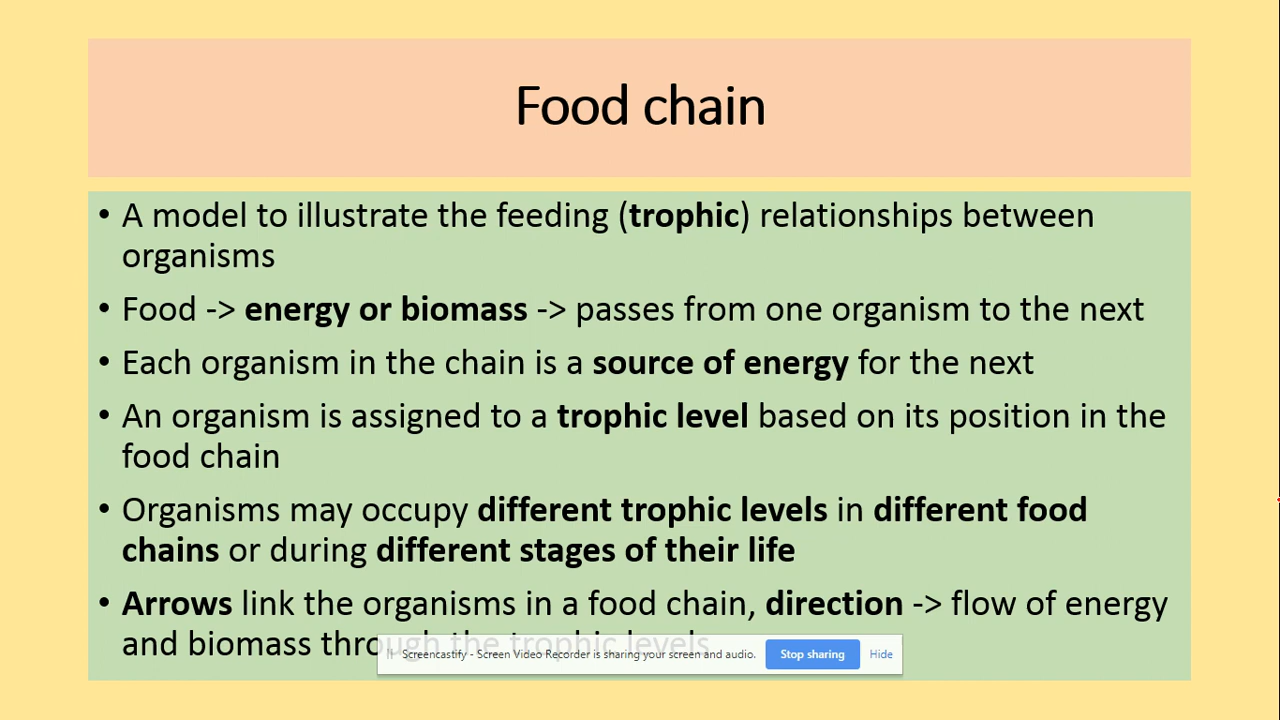 Food chain
• A model to illustrate the feeding (trophic) relationships between
organisms
• Food -> energy or biomass -> passes from one organism to the next
• Each organism in the chain is a source of energy for the next
• An organism is assigned to a trophic level based on its position in the
food chain
• Organisms may occupy different trophic levels in different food
chains or during different stages of their life
• Arrows link the organisms in a food chain, direction -> flow of energy
and biomass through the trophic levels
Screencastify - Screen Video Recorder is sharing your screen and audio. Stop sharing Hide